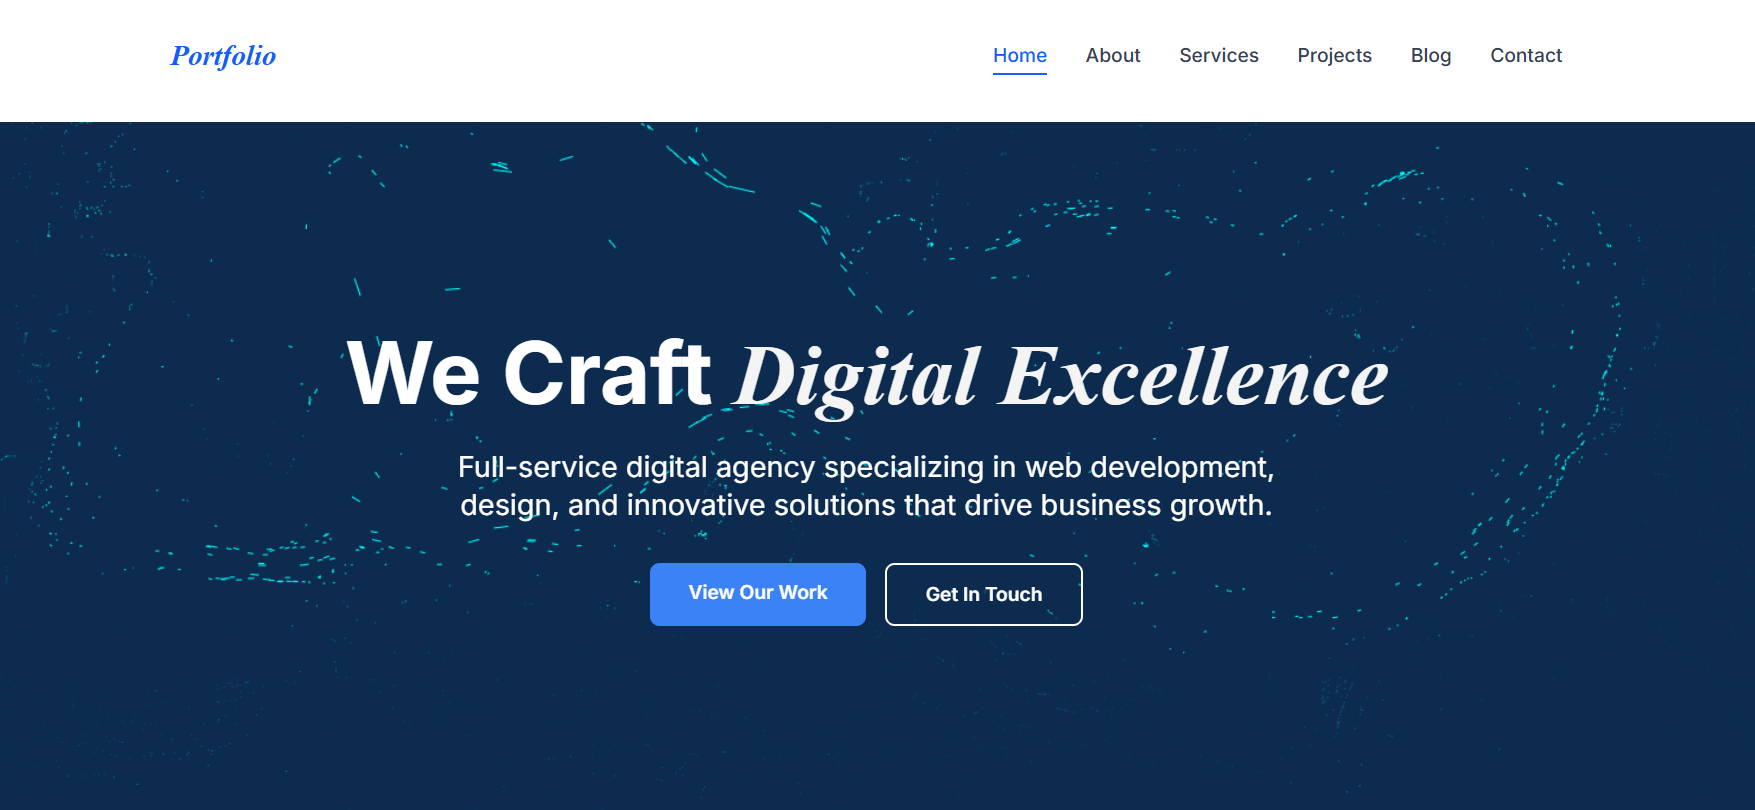 Portfolio
Home About Services Projects Blog Contact
We Craft Digital Excellence
Full-service digital agency specializing in web development,
design, and innovative solutions that drive business growth.
View Our Work Get In Touch